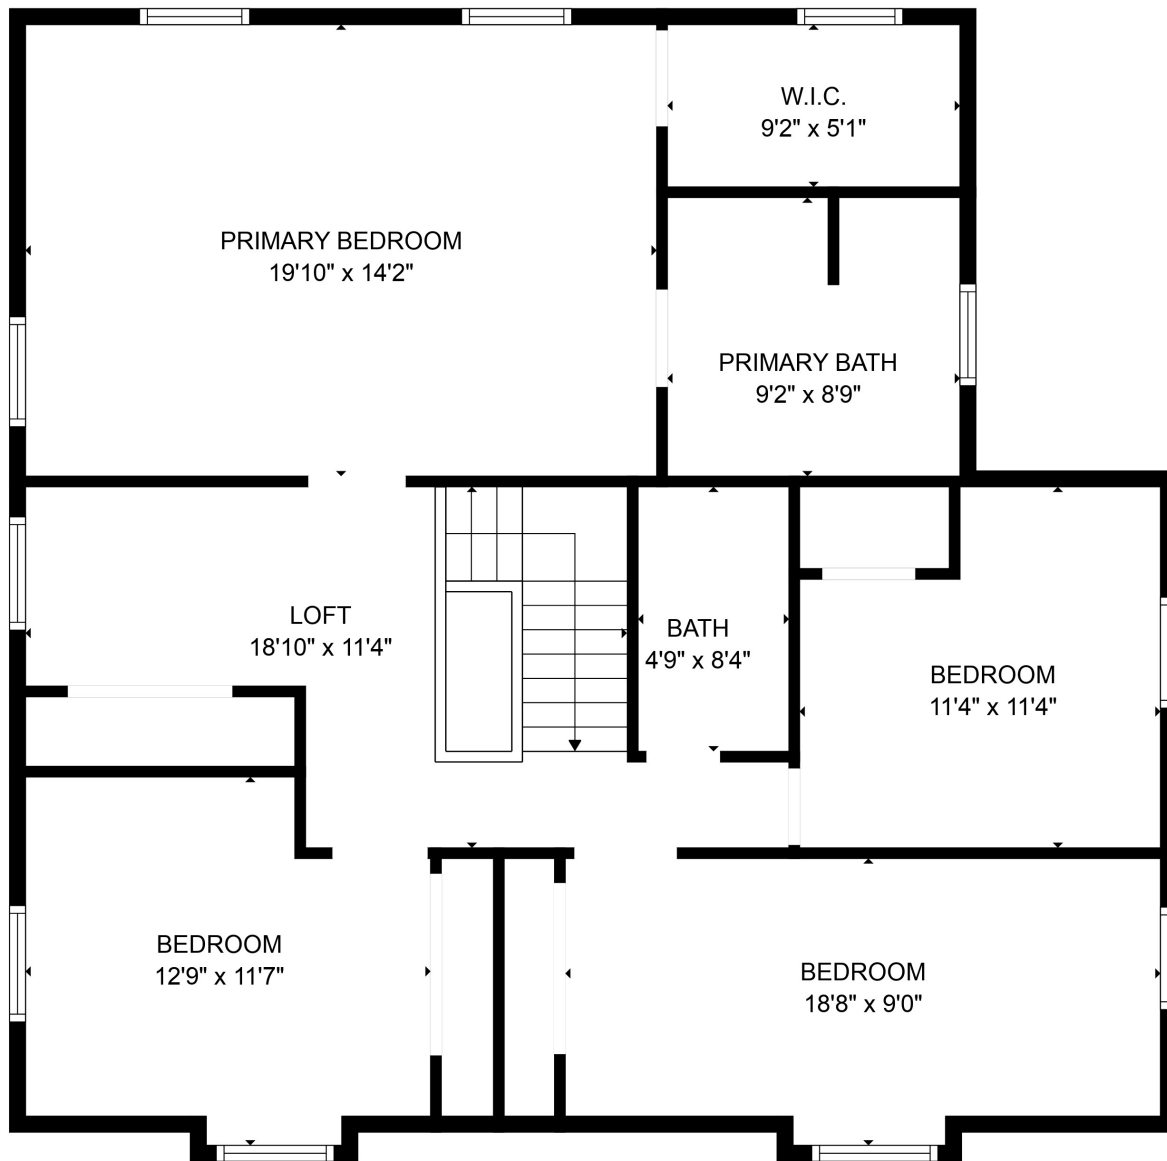 W.I.C.
9'2" x 5'1"
PRIMARY BEDROOM
19'10" x 14'2"
PRIMARY BATH
9'2" x 8'9"
LOFT
18'10" x 11'4"
BATH
4'9" x 8'4"
BEDROOM
11'4" x 11'4"
BEDROOM
12'9" x 11'7"
BEDROOM
18'8" x 9'0"